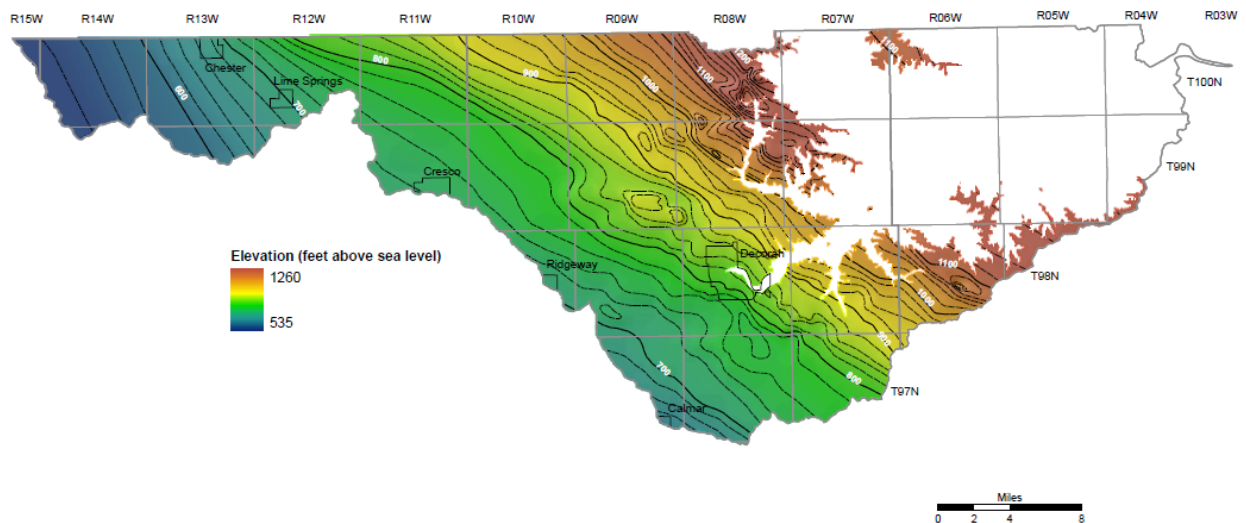 R15W R14W R13W R12W R11W R10W R09W R08W R07W R06W R05W R04W R03W
1100
1200
800
Chester
900
1100
T100N
Lime Springs
600
1000
700
T99N
Cresco
Decorah
Elevation (feet above sea level)
Ridgeway
1100
1260
T98N
1000
535
900
700
800
T97N
Calmar
Miles
0 2 4 8